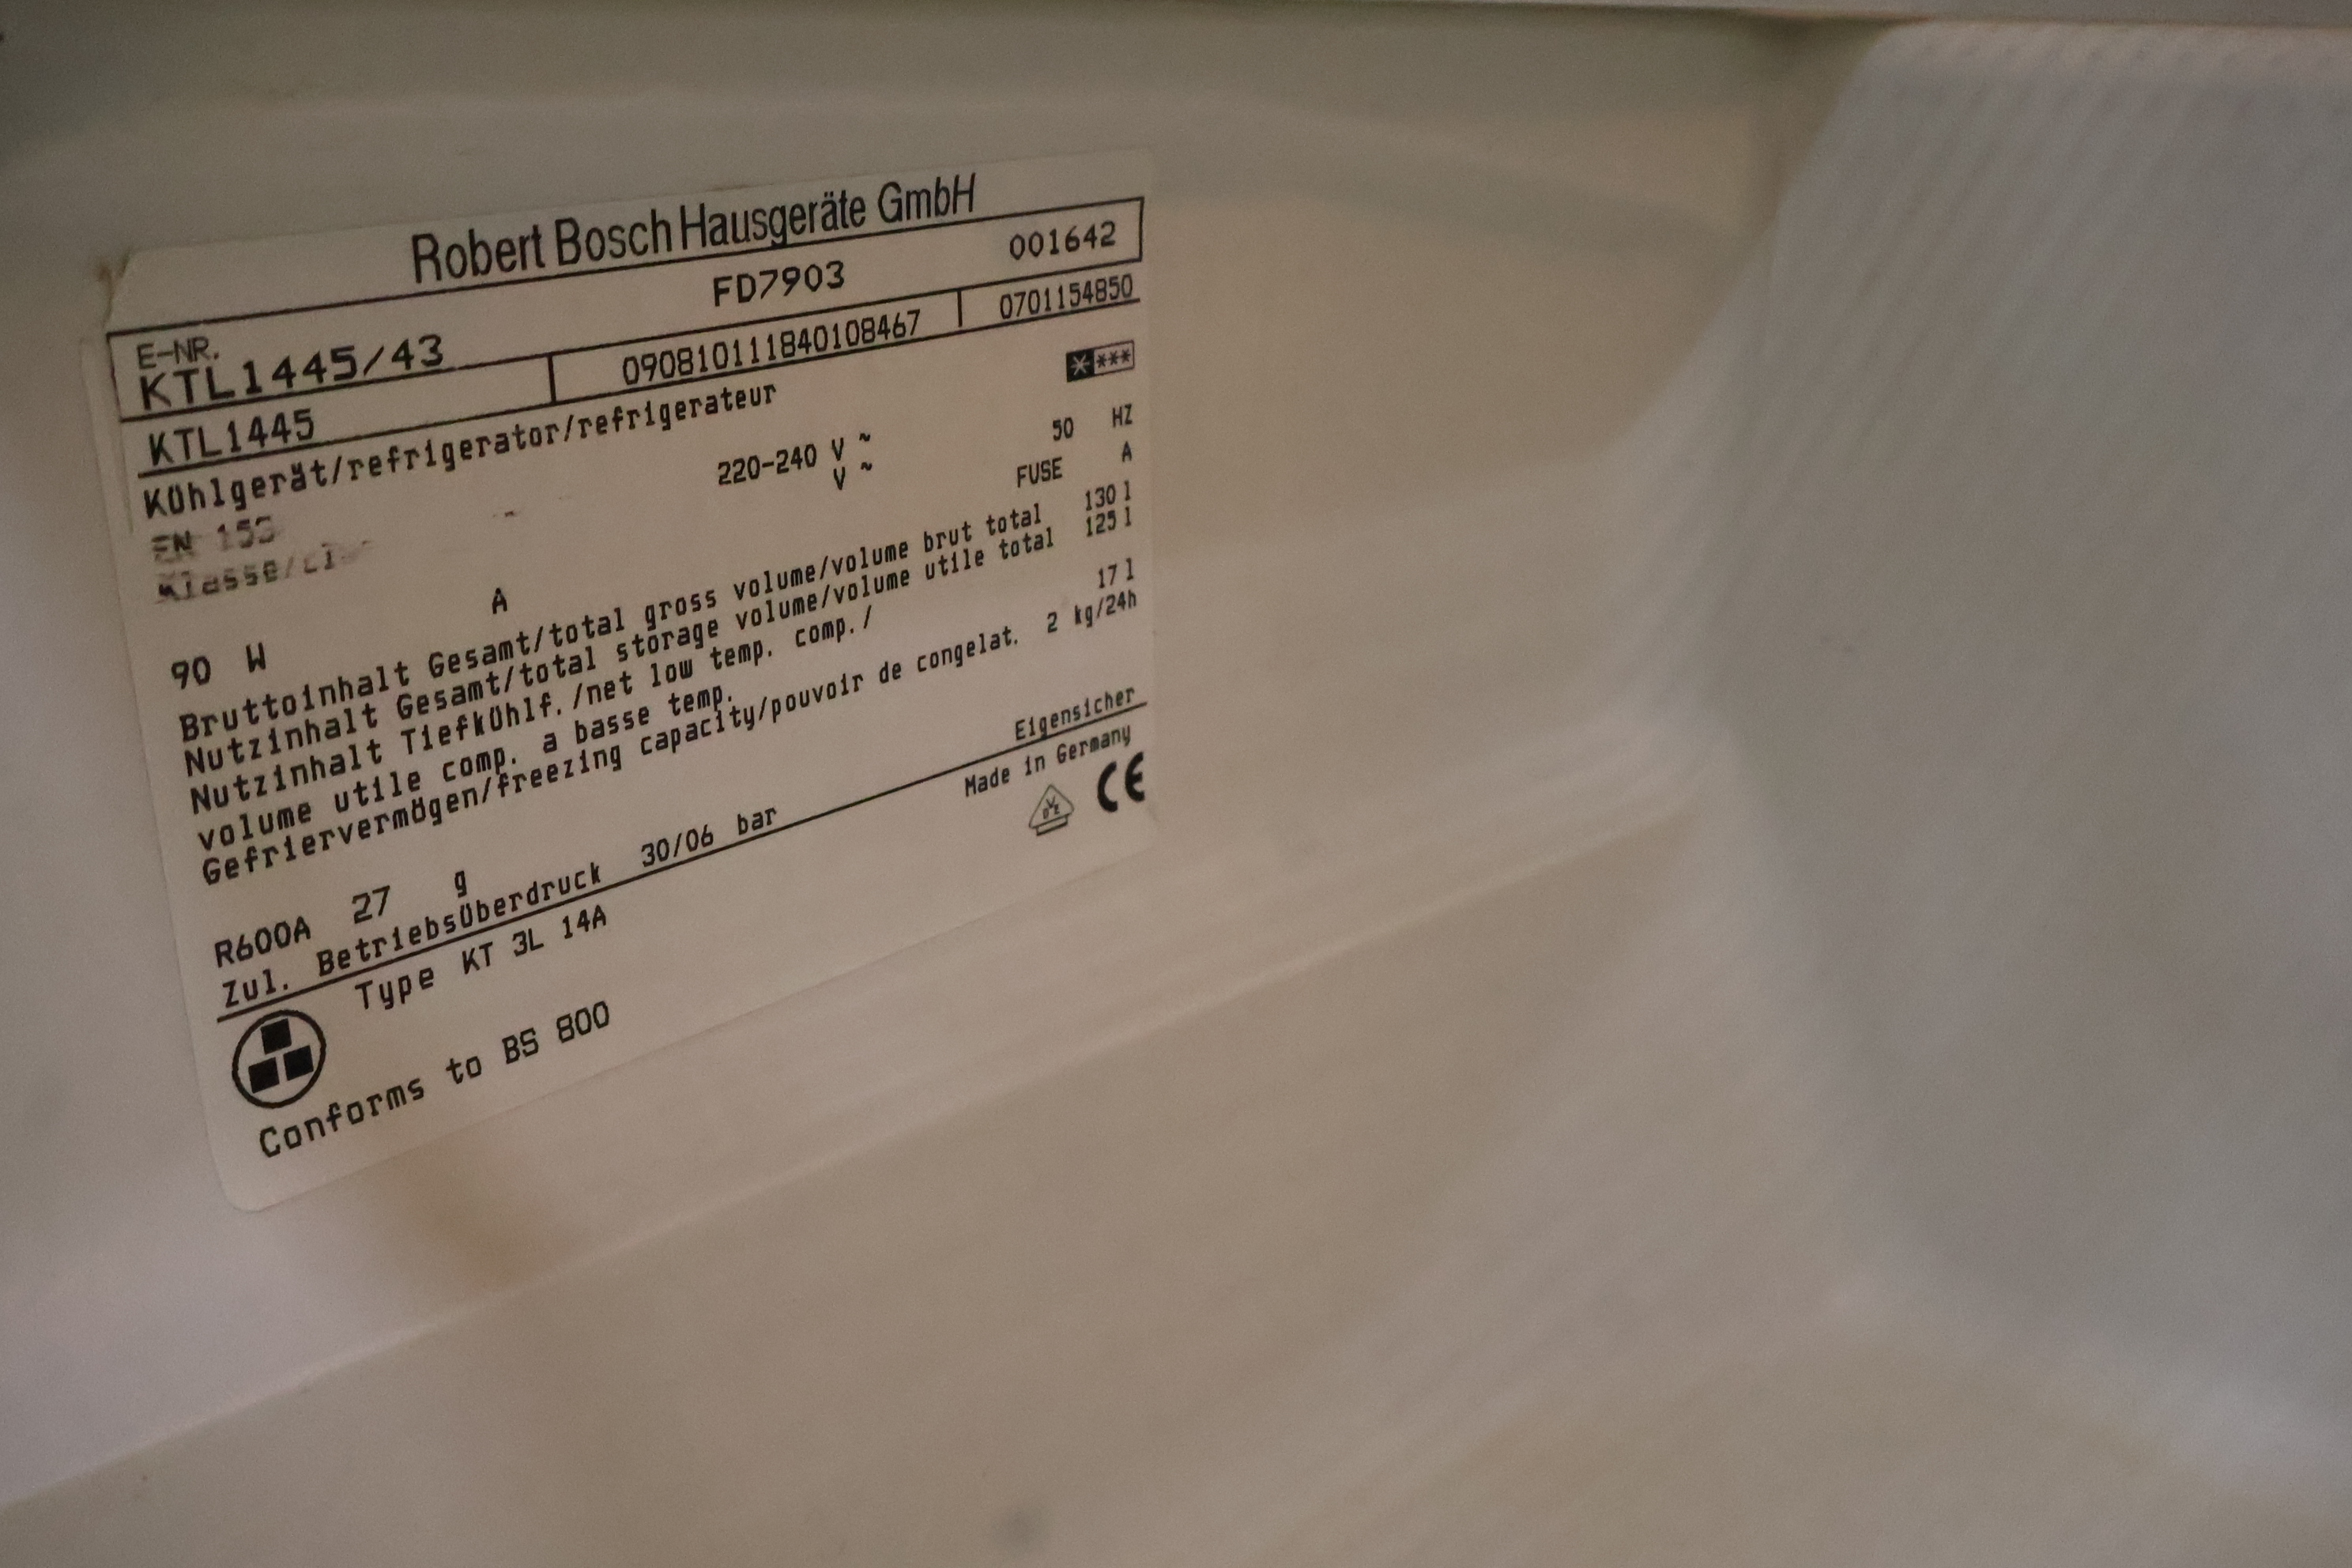 Robert Bosch Hausgeräte GmbH
E-NR.
KTL1445/43 FD7903 001642
KTL1445 090810111840108467 0701154850
Kühlgerät/refrigerator/refrigerateur ****
EN
220-240 V ~ 50 HZ
Klasse/
V ~ FUSE A
90 W A
Bruttoinhalt Gesamt/total gross volume/volume brut total 130 l
Nutzinhalt Gesamt/total storage volume/volume utile total 125 l
Nutzinhalt Tiefkühlf./net low temp. comp./
volume utile comp. a basse temp. 17 l
Gefriervermögen/freezing capacity/pouvoir de congelat. 2 kg/24h
R600A 27 g
Zul. Betriebsüberdruck 30/06 bar Eigensicher
Type KT 3L 14A Made in Germany
DVE CE
Conforms to BS 800